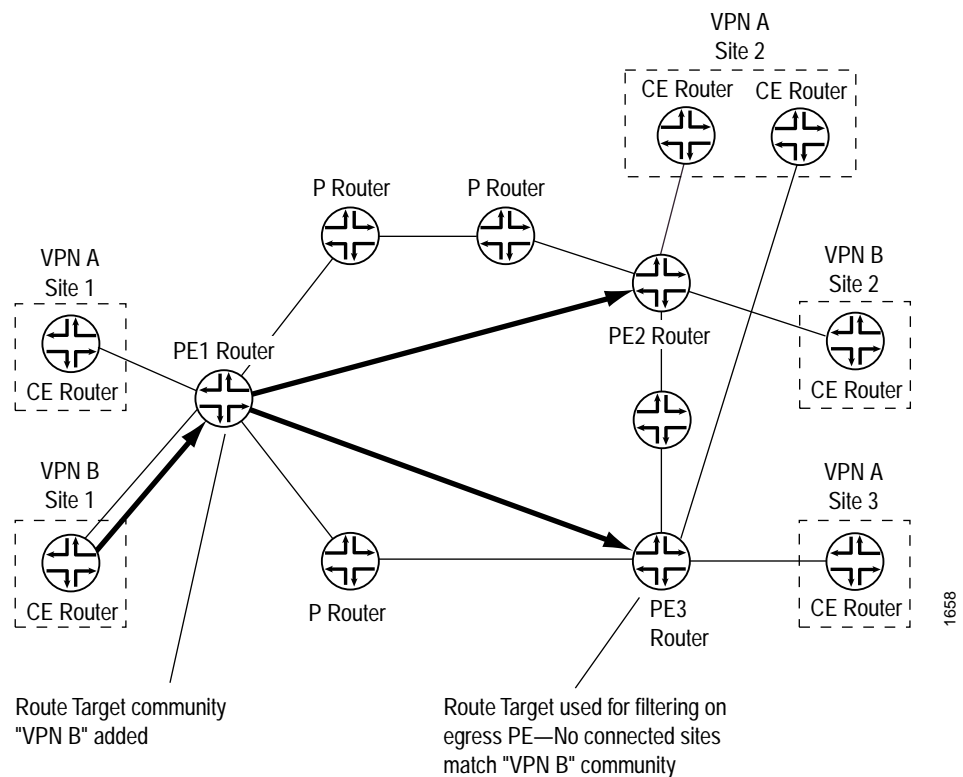 VPN A
Site 2
CE Router
CE Router
P Router
P Router
VPN A
Site 1
VPN B
Site 2
PE1 Router
PE2 Router
CE Router
CE Router
VPN B
Site 1
VPN A
Site 3
CE Router
P Router
PE3
Router
CE Router
1658
Route Target community
"VPN B" added
Route Target used for filtering on
egress PE—No connected sites
match "VPN B" community